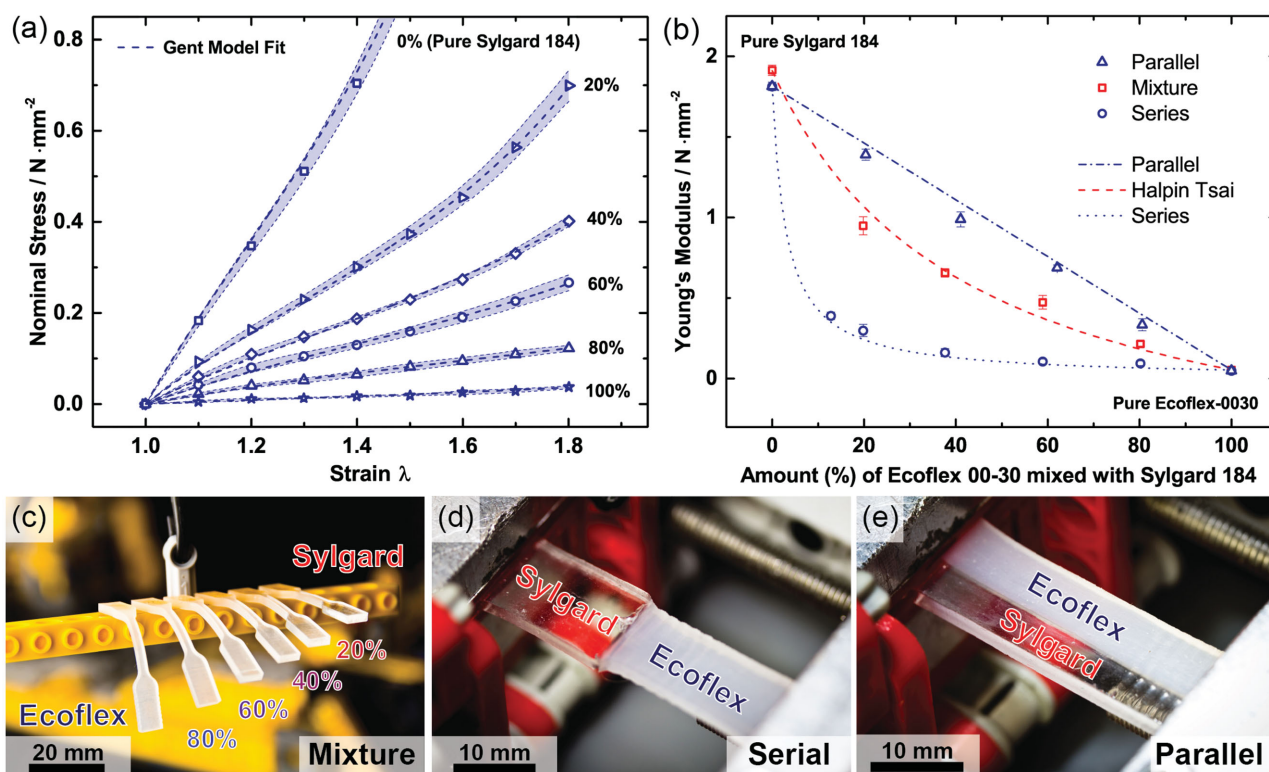 (a)
0.8
0.6
0.4
0.2
0.0
Nominal Stress / N ·mm⁻²
Gent Model Fit
0% (Pure Sylgard 184)
20%
40%
60%
80%
100%
1.0 1.2 1.4 1.6 1.8
Strain λ
(b)
2
1
0
Young's Modulus / N ·mm⁻²
Pure Sylgard 184
Parallel
Mixture
Series
Parallel
Halpin Tsai
Series
Pure Ecoflex-0030
0 20 40 60 80 100
Amount (%) of Ecoflex 00-30 mixed with Sylgard 184
(c)
Sylgard
20%
40%
60%
80%
Ecoflex
20 mm
Mixture
(d)
Sylgard
Ecoflex
10 mm
Serial
(e)
Ecoflex
Sylgard
10 mm
Parallel